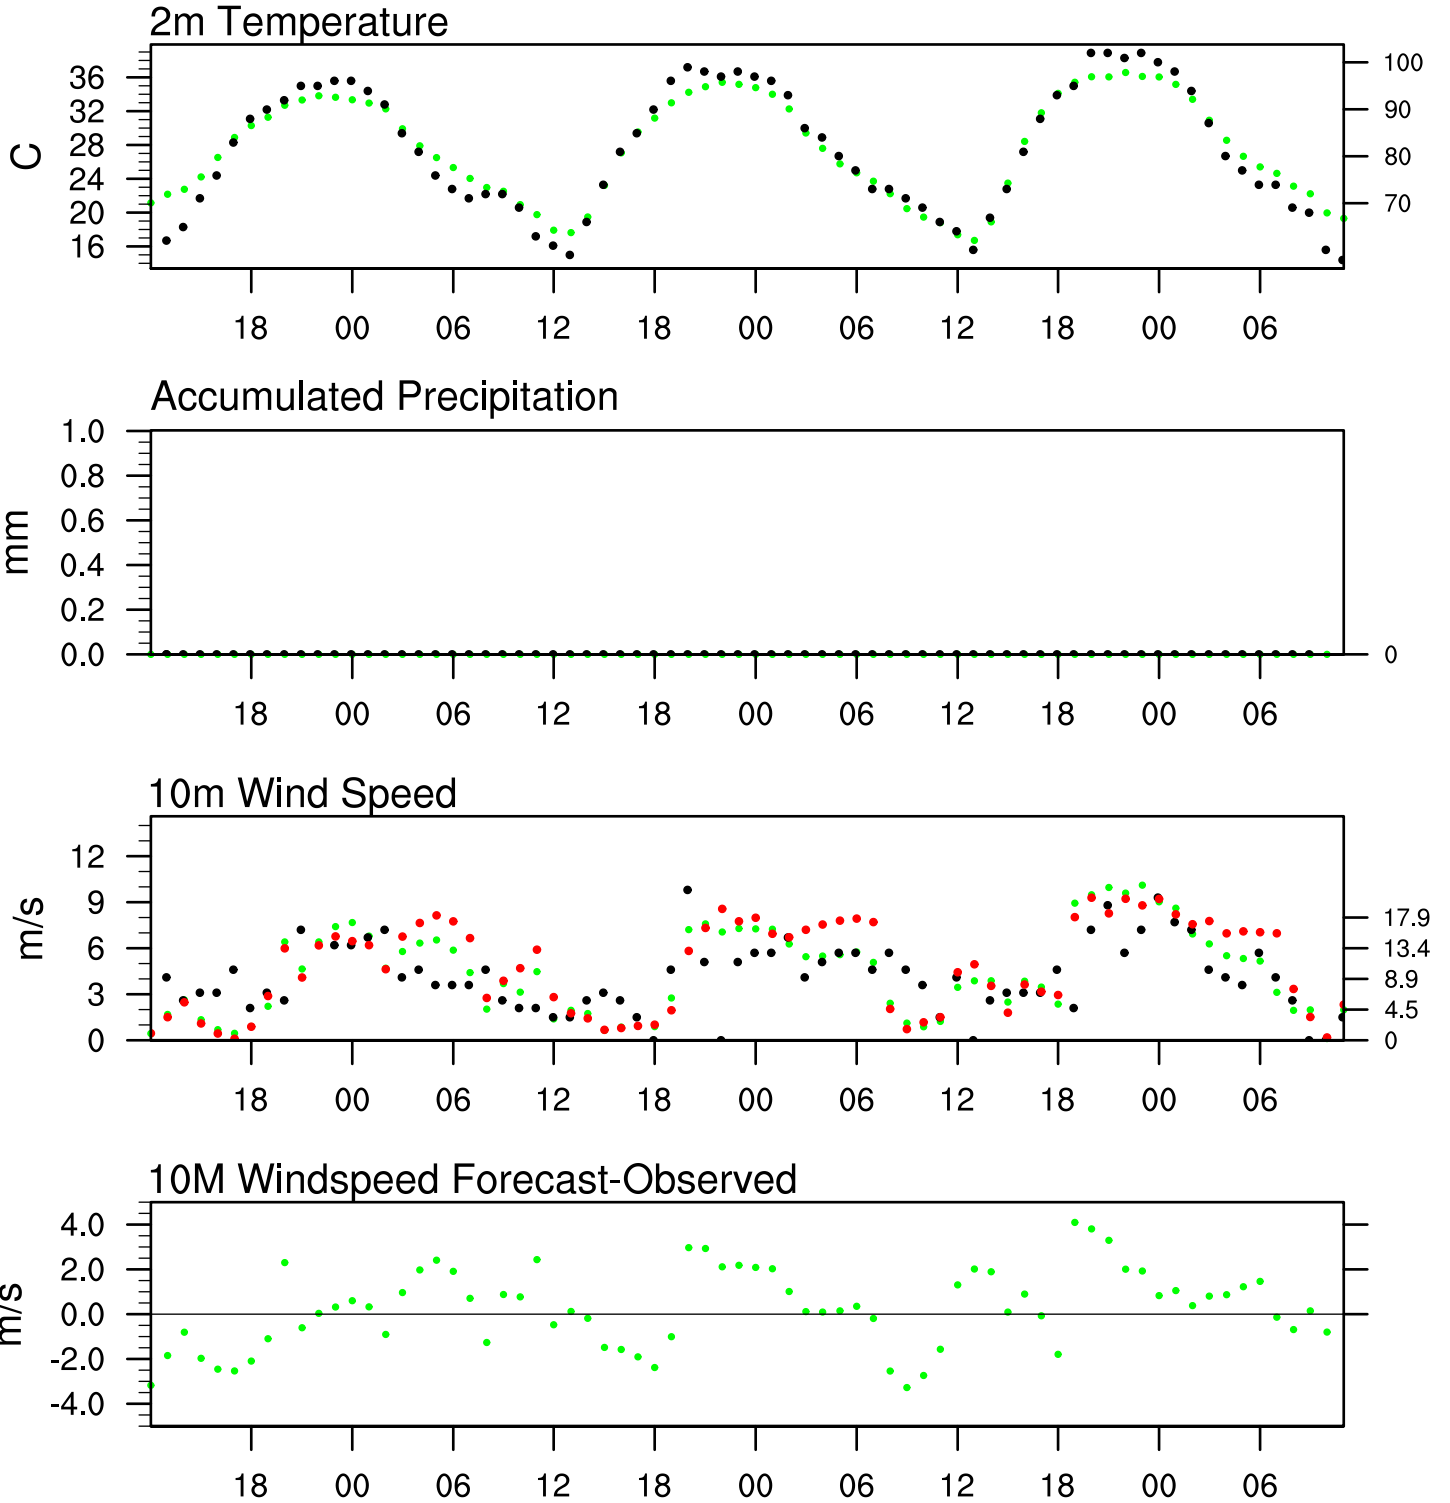 2m Temperature
C
36
32
28
24
20
16
100
90
80
70
18 00 06 12 18 00 06 12 18 00 06
Accumulated Precipitation
mm
1.0
0.8
0.6
0.4
0.2
0.0
0
18 00 06 12 18 00 06 12 18 00 06
10m Wind Speed
m/s
12
9
6
3
0
17.9
13.4
8.9
4.5
0
18 00 06 12 18 00 06 12 18 00 06
10M Windspeed Forecast-Observed
m/s
4.0
2.0
0.0
-2.0
-4.0
18 00 06 12 18 00 06 12 18 00 06